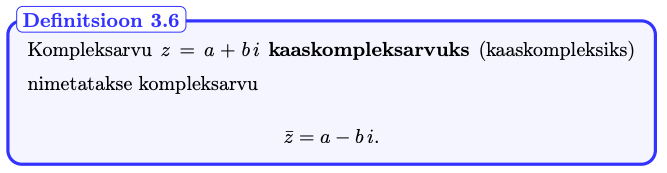 Definitsioon 3.6
Kompleksarvu z = a + b i kaaskompleksarvuks (kaaskompleksiks)
nimetatakse kompleksarvu
z̄ = a − b i.